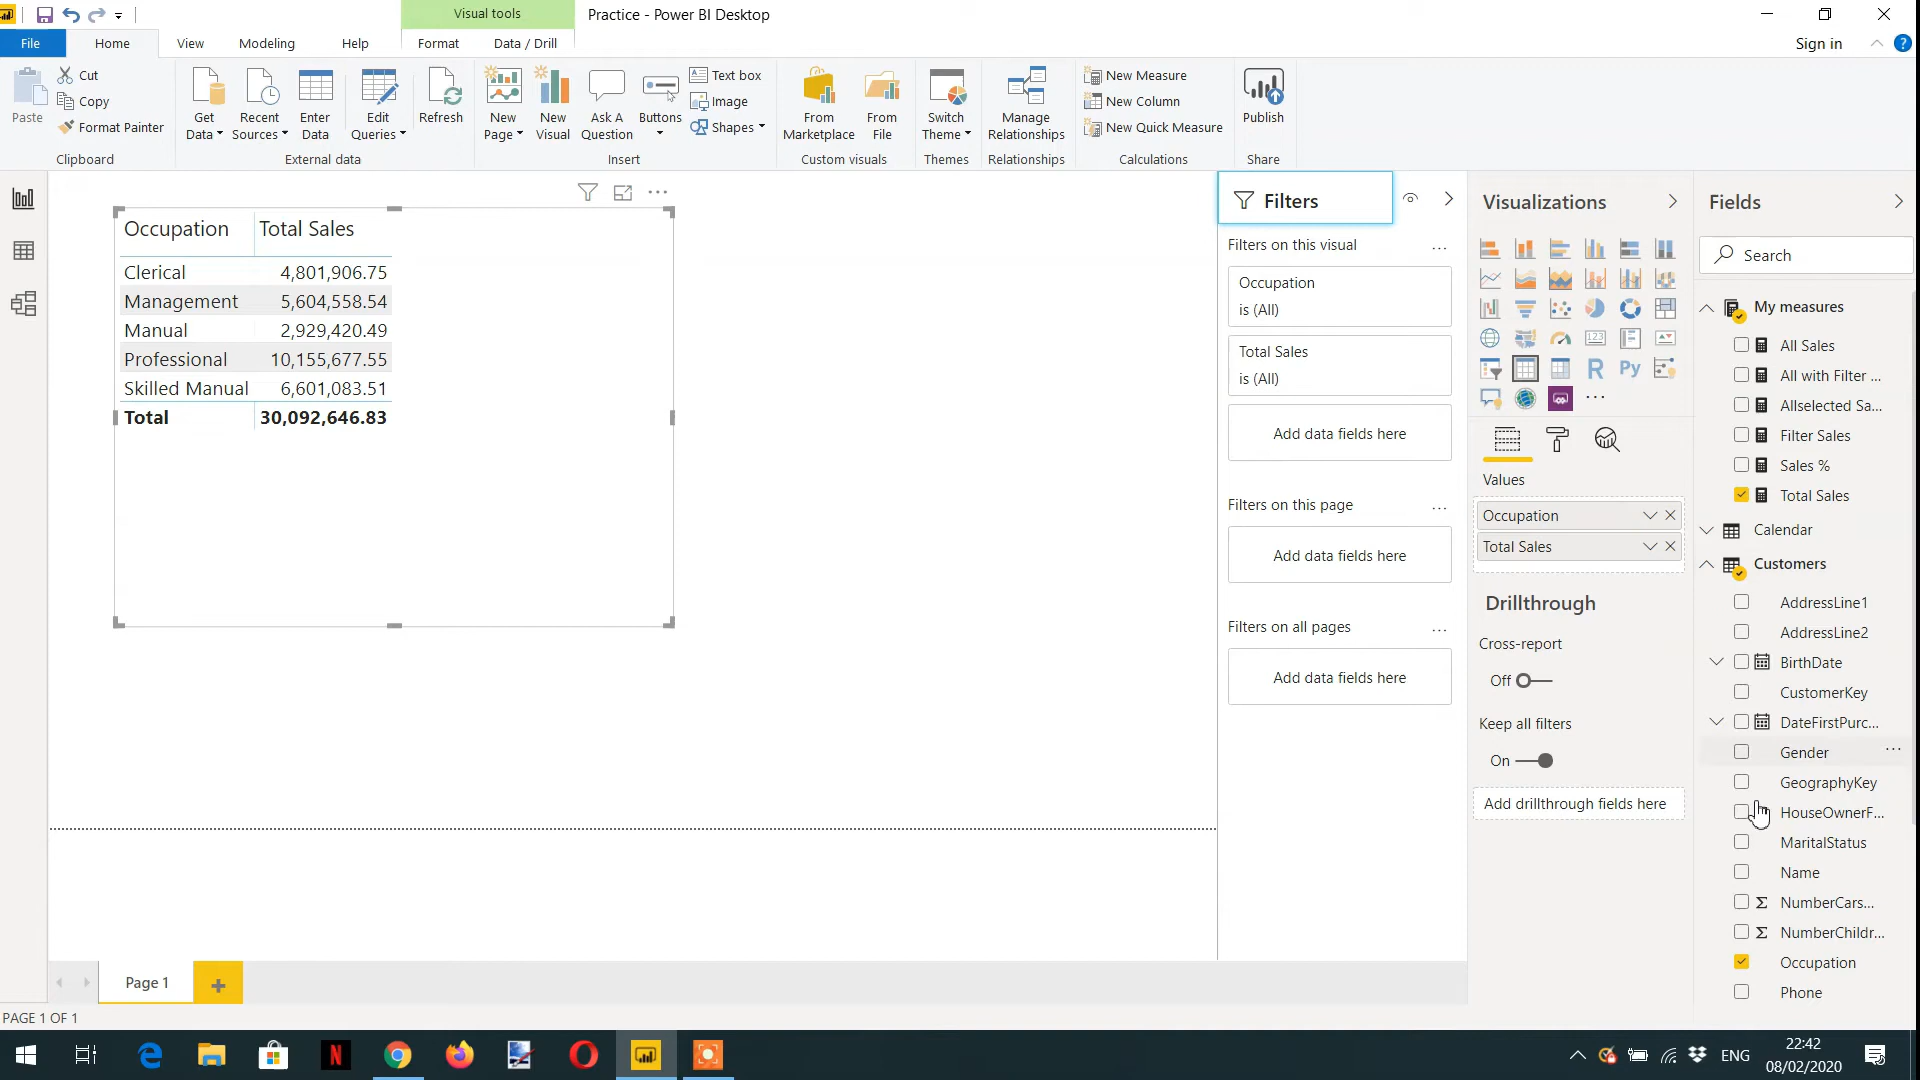 Visual tools
Practice - Power BI Desktop
File
Home
View
Modeling
Help
Format
Data / Drill
Sign in
?
Paste
Cut
Copy
Format Painter
Clipboard
Get Data
Recent Sources
Enter Data
Edit Queries
Refresh
External data
New Page
New Visual
Ask A Question
Buttons
Text box
Image
Shapes
Insert
From Marketplace
From File
Custom visuals
Switch Theme
Themes
Manage Relationships
Relationships
New Measure
New Column
New Quick Measure
Calculations
Publish
Share
Occupation Total Sales
Clerical 4,801,906.75
Management 5,604,558.54
Manual 2,929,420.49
Professional 10,155,677.55
Skilled Manual 6,601,083.51
Total 30,092,646.83
Filters
Filters on this visual ...
Occupation
is (All)
Total Sales
is (All)
Add data fields here
Filters on this page ...
Add data fields here
Filters on all pages ...
Add data fields here
Visualizations
123
R
Py
...
Values
Occupation
Total Sales
Drillthrough
Cross-report
Off
Keep all filters
On
Add drillthrough fields here
Fields
Search
My measures
All Sales
All with Filter ...
Allselected Sa...
Filter Sales
Sales %
Total Sales
Calendar
Customers
AddressLine1
AddressLine2
BirthDate
CustomerKey
DateFirstPurc...
Gender ...
GeographyKey
HouseOwnerF...
MaritalStatus
Name
Σ NumberCars...
Σ NumberChildr...
Occupation
Phone
Page 1
+
PAGE 1 OF 1
N
ENG
22:42
08/02/2020